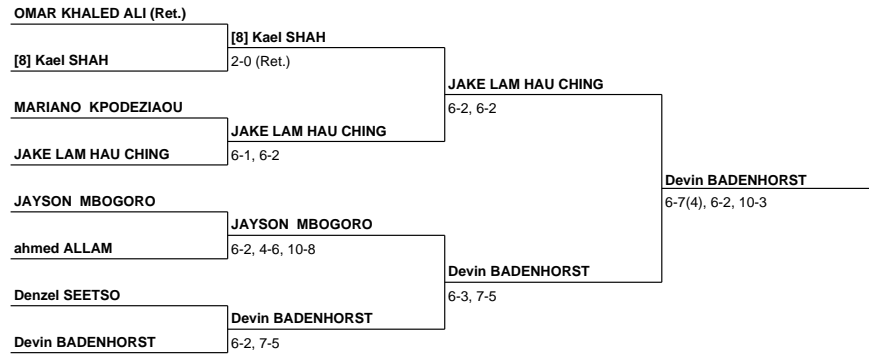 OMAR KHALED ALI (Ret.)
[8] Kael SHAH
[8] Kael SHAH
2-0 (Ret.)
JAKE LAM HAU CHING
6-2, 6-2
MARIANO  KPODEZIAOU
JAKE LAM HAU CHING
JAKE LAM HAU CHING
6-1, 6-2
Devin BADENHORST
6-7(4), 6-2, 10-3
JAYSON  MBOGORO
JAYSON  MBOGORO
ahmed ALLAM
6-2, 4-6, 10-8
Devin BADENHORST
6-3, 7-5
Denzel SEETSO
Devin BADENHORST
Devin BADENHORST
6-2, 7-5